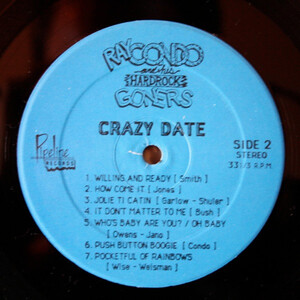 RAY CONDO
and his
HARDROCK
GONERS
CRAZY DATE
Pipeline
RECORDS
SIDE 2
STEREO
33 1/3 R.P.M.
1 WILLING AND READY [ Smith ]
2. HOW COME IT [ Jones ]
3. JOLIE TI CATIN [ Garlow - Shuler ]
4. IT DON'T MATTER TO ME [ Bush ]
5 WHO'S BABY ARE YOU? / OH BABY
[ Owens - Jano ]
6. PUSH BUTTON BOOGIE [ Condo ]
7. POCKETFUL OF RAINBOWS
[ Wise - Weisman ]